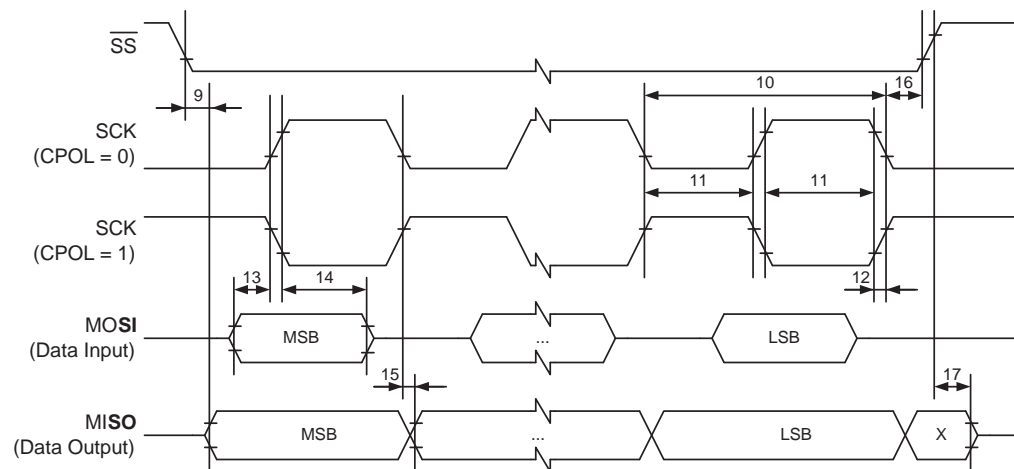 SS
10
9
16
SCK
(CPOL = 0)
11
11
SCK
(CPOL = 1)
13
14
12
MOSI
(Data Input)
MSB
...
LSB
15
17
MISO
(Data Output)
MSB
...
LSB
X